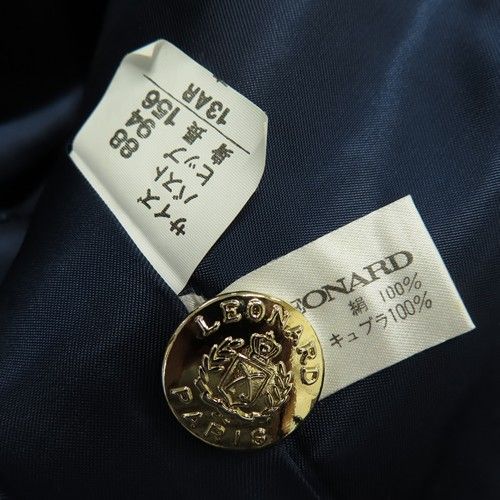 サイズ
バスト 88
ヒップ 94
身長 156
13AR
LEONARD
絹 100%
キュプラ100%
LEONARD
PARIS